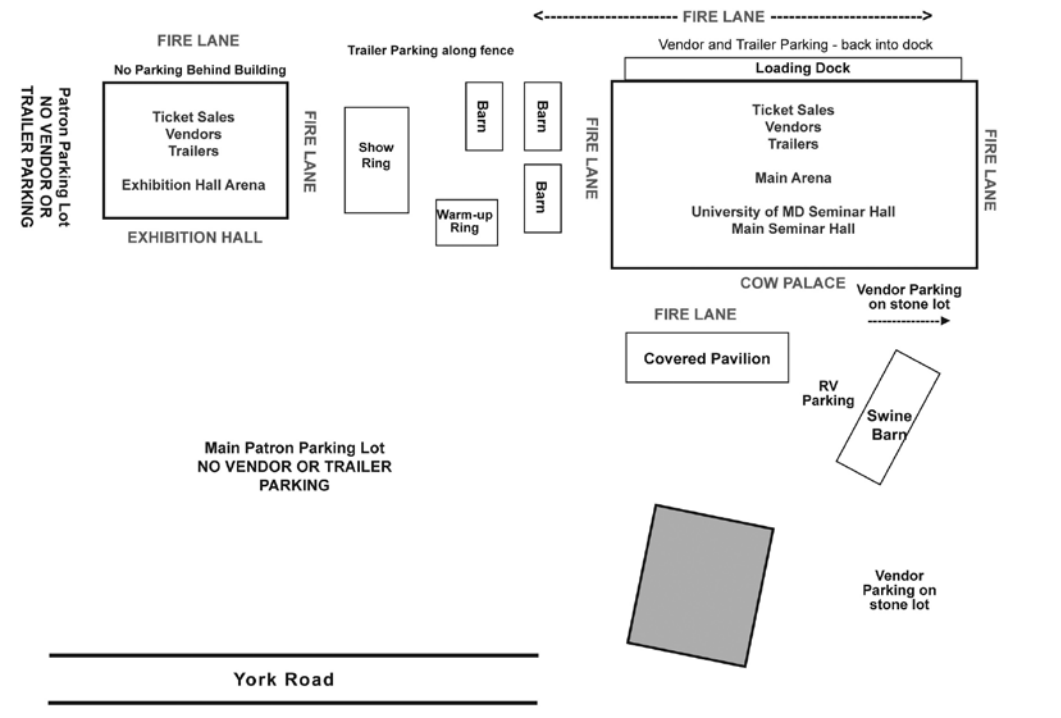 <------------------- FIRE LANE ------------------->
Vendor and Trailer Parking - back into dock
Loading Dock
FIRE LANE
No Parking Behind Building
Trailer Parking along fence
Patron Parking Lot
NO VENDOR OR
TRAILER PARKING
Ticket Sales
Vendors
Trailers
Exhibition Hall Arena
EXHIBITION HALL
FIRE LANE
Show
Ring
Warm-up
Ring
Barn
Barn
Barn
FIRE LANE
Ticket Sales
Vendors
Trailers
Main Arena
University of MD Seminar Hall
Main Seminar Hall
FIRE LANE
COW PALACE
Vendor Parking
on stone lot
FIRE LANE
Covered Pavilion
RV
Parking
Swine
Barn
Main Patron Parking Lot
NO VENDOR OR TRAILER
PARKING
Vendor
Parking on
stone lot
York Road